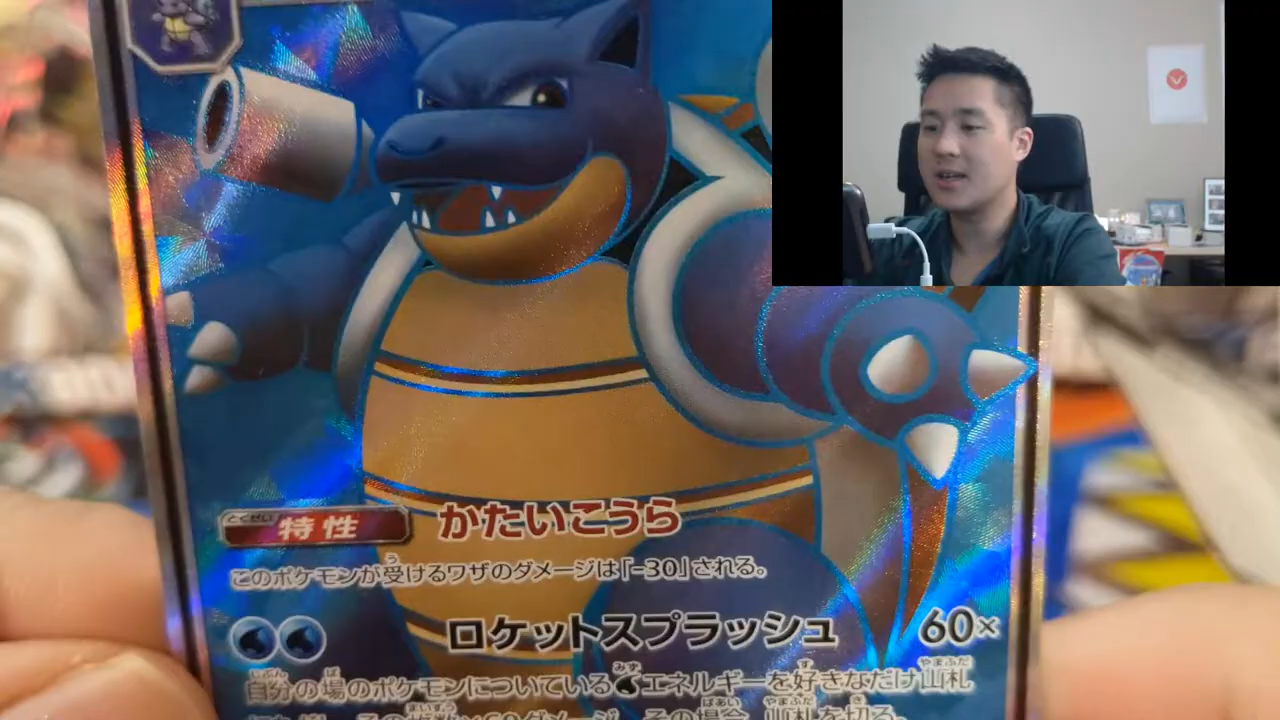 とくせい
特性 かたいこうら
このポケモンが受けるワザのダメージは「-30」される。
ロケットスプラッシュ 60×
自分の場のポケモンについているエネルギーを好きなだけ山札